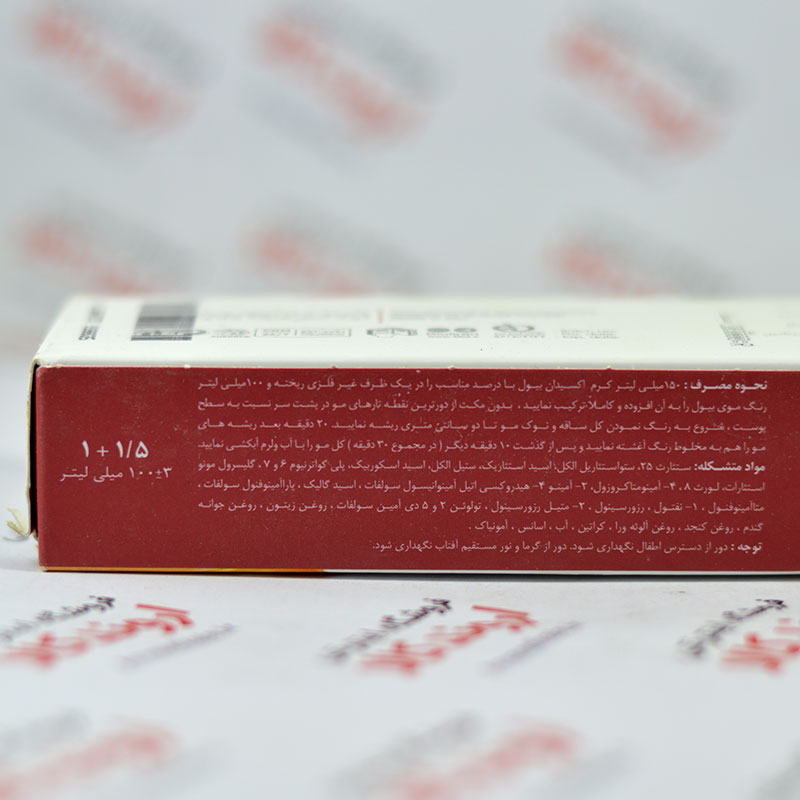 نحوه مصرف : ۱۵۰ میلی لیتر کرم اکسیدان بیول با درصد مناسب را در یک ظرف غیر فلزی ریخته و ۱۰۰ میلی لیتر
رنگ موی بیول را به آن افزوده و کاملا ترکیب نمایید ، بدون مکث از دورترین نقطه تارهای مو در پشت سر نسبت به سطح
پوست ، شروع به رنگ نمودن کل ساقه و نوک مو تا دو سانتی متری ریشه نمایید. ۲۰ دقیقه بعد ریشه های
مو را هم به مخلوط رنگ آغشته نمایید و پس از گذشت ۱۰ دقیقه دیگر ( در مجموع ۳۰ دقیقه ) کل مو را با آب ولرم آبکشی نمایید
مواد متشکله: ستئارت ۲۵، ستواستئاریل الکل، اسید استئاریک، ستیل الکل، اسید اسکوربیک، پلی کواترنیوم ۶ و ۷، گلیسرول مونو
استئارات، لورت ۸، ۴- آمینومتاکروزول، ۲- آمینو ۴- هیدروکسی اتیل آمینوانیسول سولفات ، اسید گالیک ، پاراآمینوفنول سولفات ،
متاآمینوفنول ، ۱- نفتول ، رزورسینول ، ۲- متیل رزورسینول ، تولوئن ۲ و ۵ دی آمین سولفات ، روغن زیتون ، روغن جوانه
گندم ، روغن کنجد ، روغن آلوئه ورا ، کراتین ، آب ، اسانس ، آمونیاک .
توجه : دور از دسترس اطفال نگهداری شود. دور از گرما و نور مستقیم آفتاب نگهداری شود.
۱ + ۱/۵
۱۰۰±۳ میلی لیتر
فروشگاه اینترنتی
اروند کالا